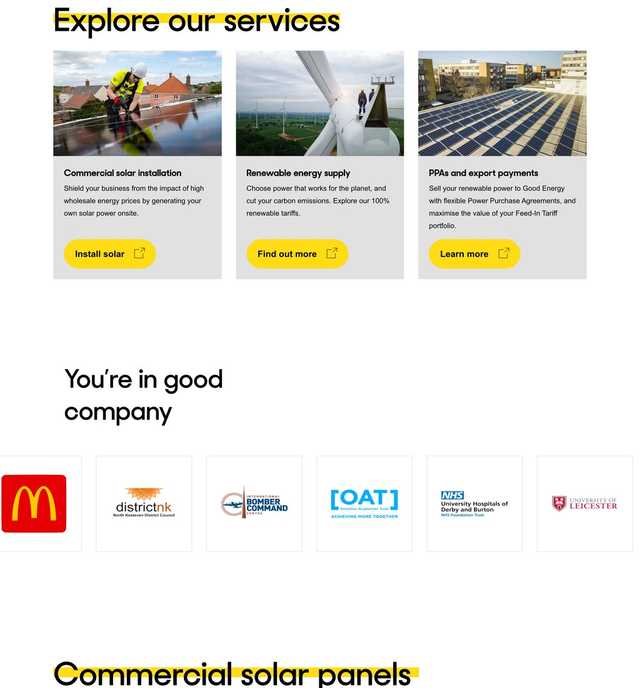 Explore our services
Commercial solar installation
Shield your business from the impact of high
wholesale energy prices by generating your
own solar power onsite.
Install solar
Renewable energy supply
Choose power that works for the planet, and
cut your carbon emissions. Explore our 100%
renewable tariffs.
Find out more
PPAs and export payments
Sell your renewable power to Good Energy
with flexible Power Purchase Agreements, and
maximise the value of your Feed-In Tariff
portfolio.
Learn more
You're in good
company
districtnk
North Kesteven District Council
INTERNATIONAL
BOMBER
COMMAND
CENTRE
[OAT]
Ormiston Academies Trust
ACHIEVING MORE TOGETHER
NHS
University Hospitals of
Derby and Burton
NHS Foundation Trust
UNIVERSITY OF
LEICESTER
Commercial solar panels